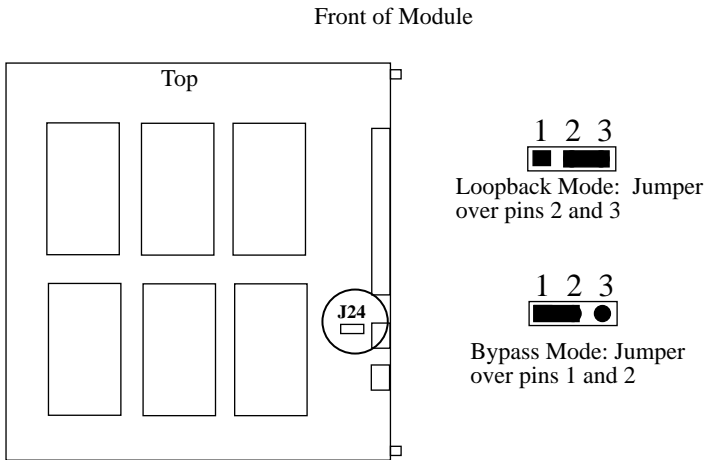 Front of Module
Top
1 2 3
Loopback Mode: Jumper
over pins 2 and 3
J24
1 2 3
Bypass Mode: Jumper
over pins 1 and 2